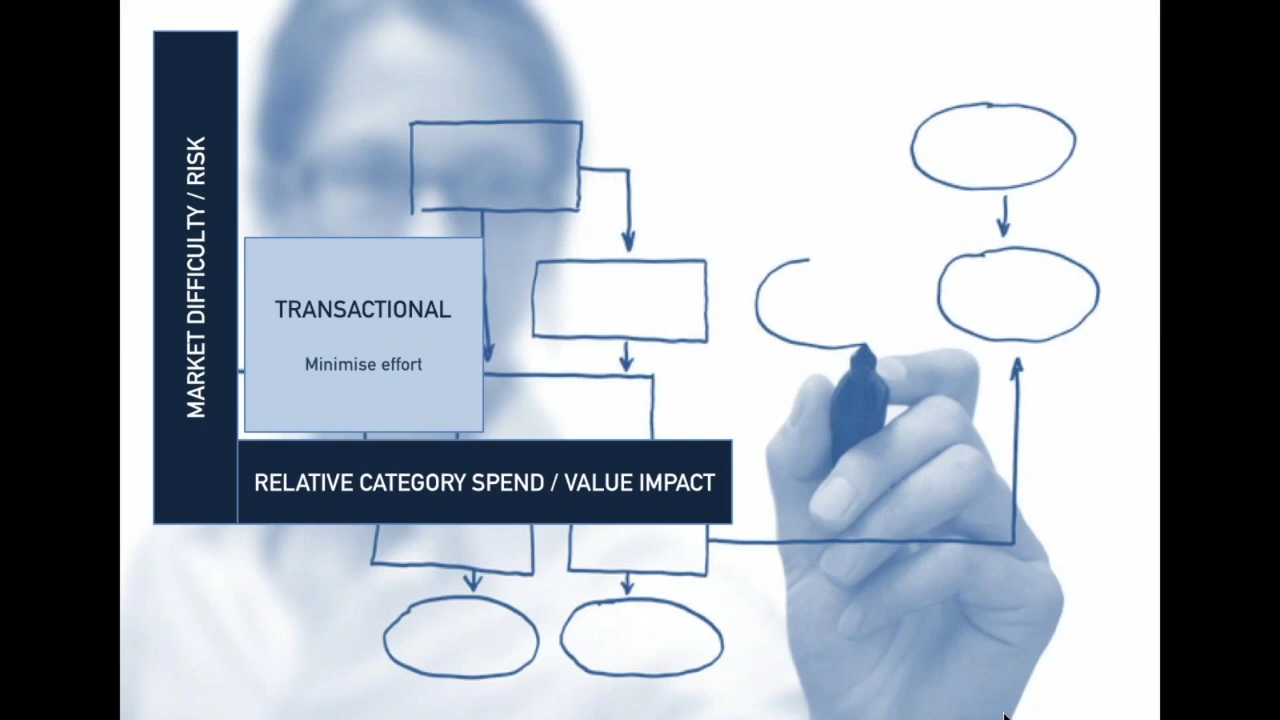 MARKET DIFFICULTY / RISK
TRANSACTIONAL
Minimise effort
RELATIVE CATEGORY SPEND / VALUE IMPACT